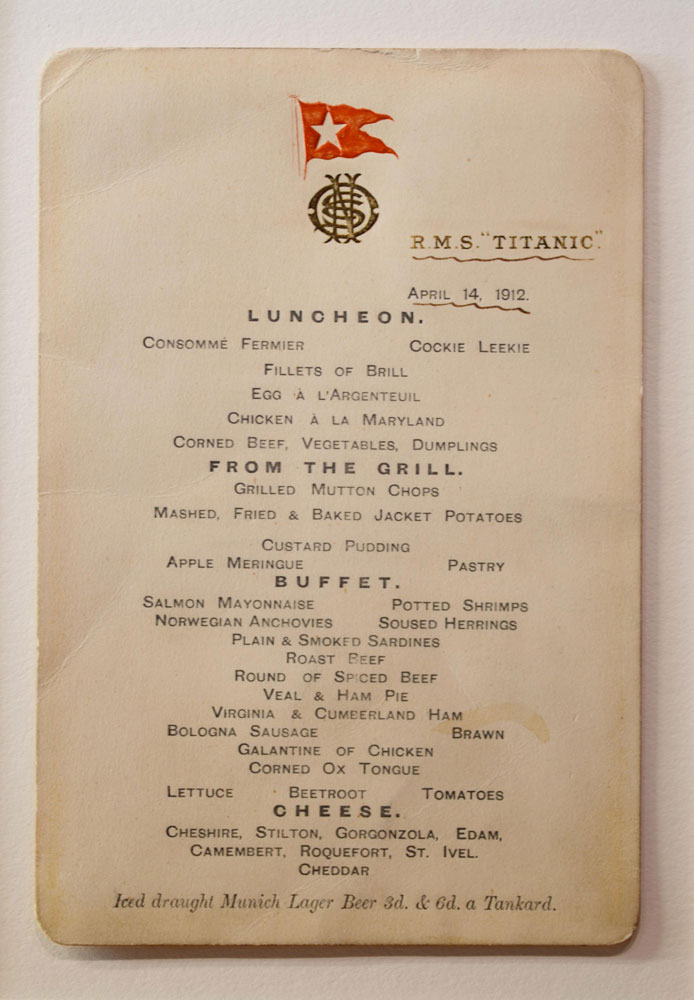 R.M.S. "TITANIC".
APRIL 14, 1912.
LUNCHEON.
CONSOMMÉ FERMIER COCKIE LEEKIE
FILLETS OF BRILL
EGG À L'ARGENTEUIL
CHICKEN À LA MARYLAND
CORNED BEEF, VEGETABLES, DUMPLINGS
FROM THE GRILL.
GRILLED MUTTON CHOPS
MASHED, FRIED & BAKED JACKET POTATOES
CUSTARD PUDDING
APPLE MERINGUE PASTRY
BUFFET.
SALMON MAYONNAISE POTTED SHRIMPS
NORWEGIAN ANCHOVIES SOUSED HERRINGS
PLAIN & SMOKED SARDINES
ROAST BEEF
ROUND OF SPICED BEEF
VEAL & HAM PIE
VIRGINIA & CUMBERLAND HAM
BOLOGNA SAUSAGE BRAWN
GALANTINE OF CHICKEN
CORNED OX TONGUE
LETTUCE BEETROOT TOMATOES
CHEESE.
CHESHIRE, STILTON, GORGONZOLA, EDAM,
CAMEMBERT, ROQUEFORT, ST. IVEL.
CHEDDAR
Iced draught Munich Lager Beer 3d. & 6d. a Tankard.